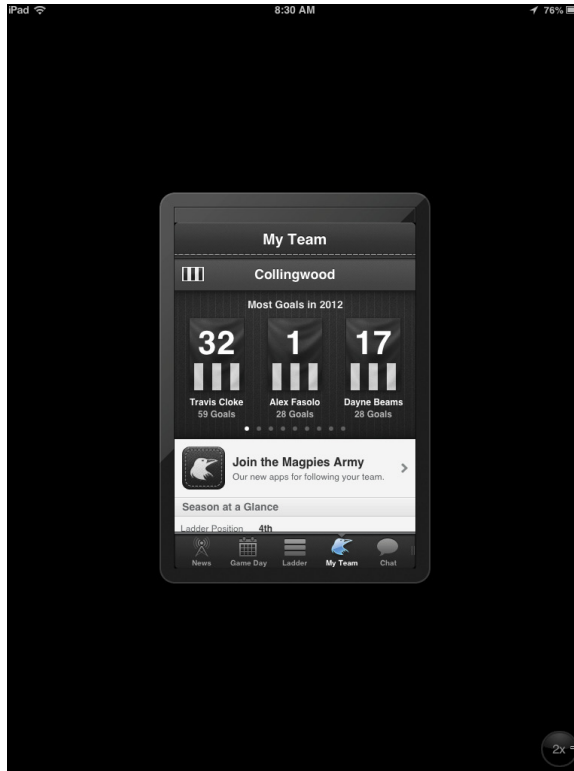 iPad 8:30 AM 76%
My Team
Collingwood
Most Goals in 2012
32 1 17
Travis Cloke Alex Fasolo Dayne Beams
59 Goals 28 Goals 28 Goals
Join the Magpies Army
Our new apps for following your team.
Season at a Glance
Ladder Position 4th
News Game Day Ladder My Team Chat
2x